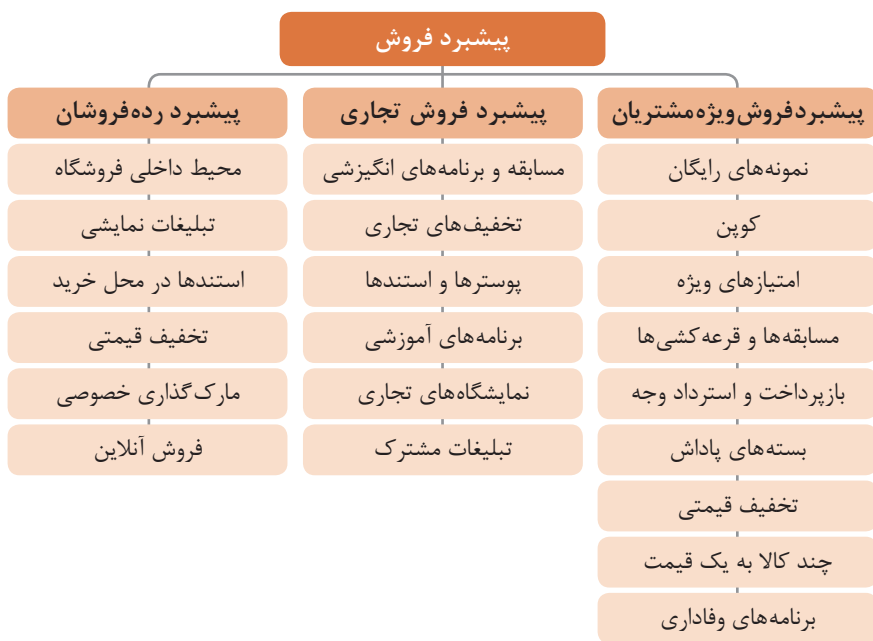 پیشبرد فروش
پیشبردفروش‌ویژه‌مشتریان
نمونه‌های رایگان
کوپن
امتیازهای ویژه
مسابقه‌ها و قرعه‌کشی‌ها
بازپرداخت و استرداد وجه
بسته‌های پاداش
تخفیف قیمتی
چند کالا به یک قیمت
برنامه‌های وفاداری
پیشبرد فروش تجاری
مسابقه و برنامه‌های انگیزشی
تخفیف‌های تجاری
پوسترها و استندها
برنامه‌های آموزشی
نمایشگاه‌های تجاری
تبلیغات مشترک
پیشبرد رده‌فروشان
محیط داخلی فروشگاه
تبلیغات نمایشی
استندها در محل خرید
تخفیف قیمتی
مارک‌گذاری خصوصی
فروش آنلاین